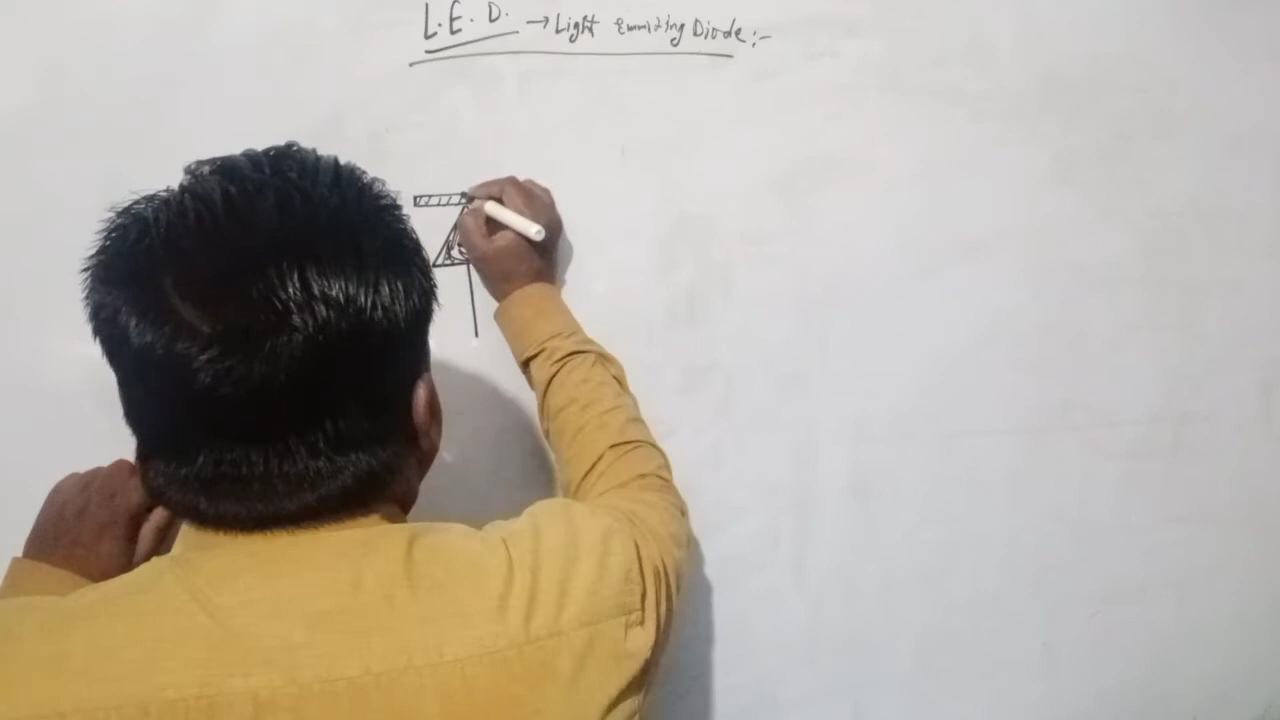 L.E.D. → Light Emmiting Diode:-